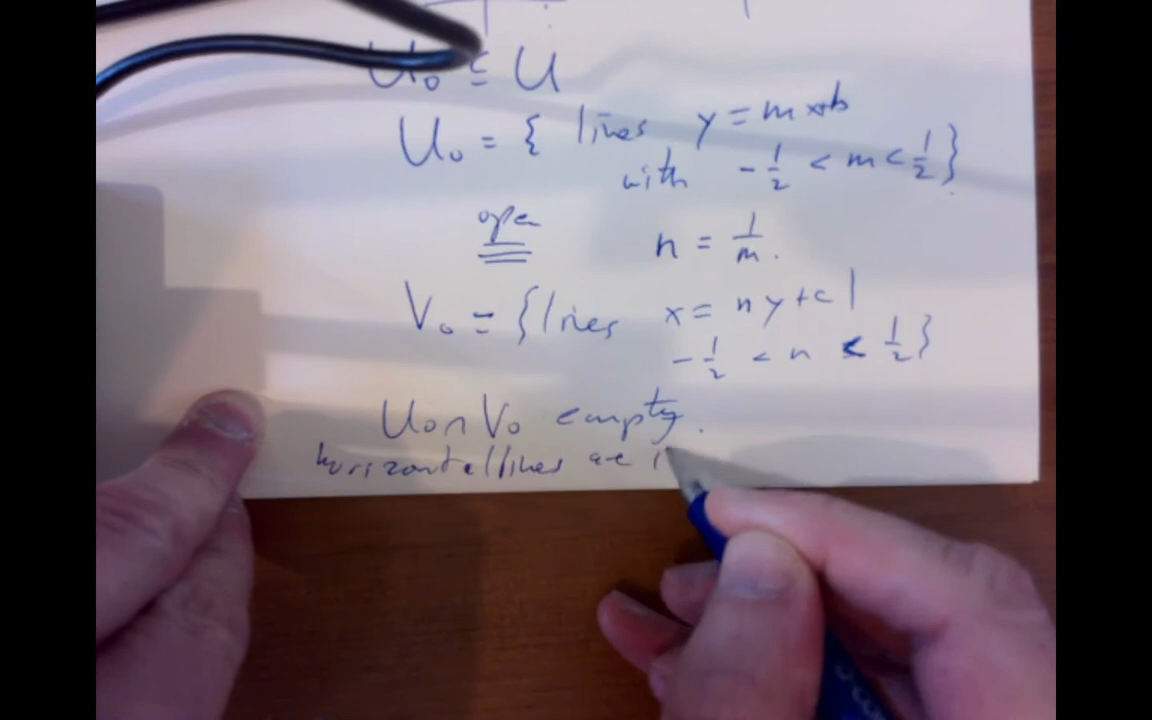 U₀ ⊆ U
U₀ = { lines y = mx+b
with -1/2 < m < 1/2 }
open n = 1/m.
V₀ = { lines x = ny+c |
-1/2 < n < 1/2 }
U₀ ∩ V₀ empty.
horizontal lines are